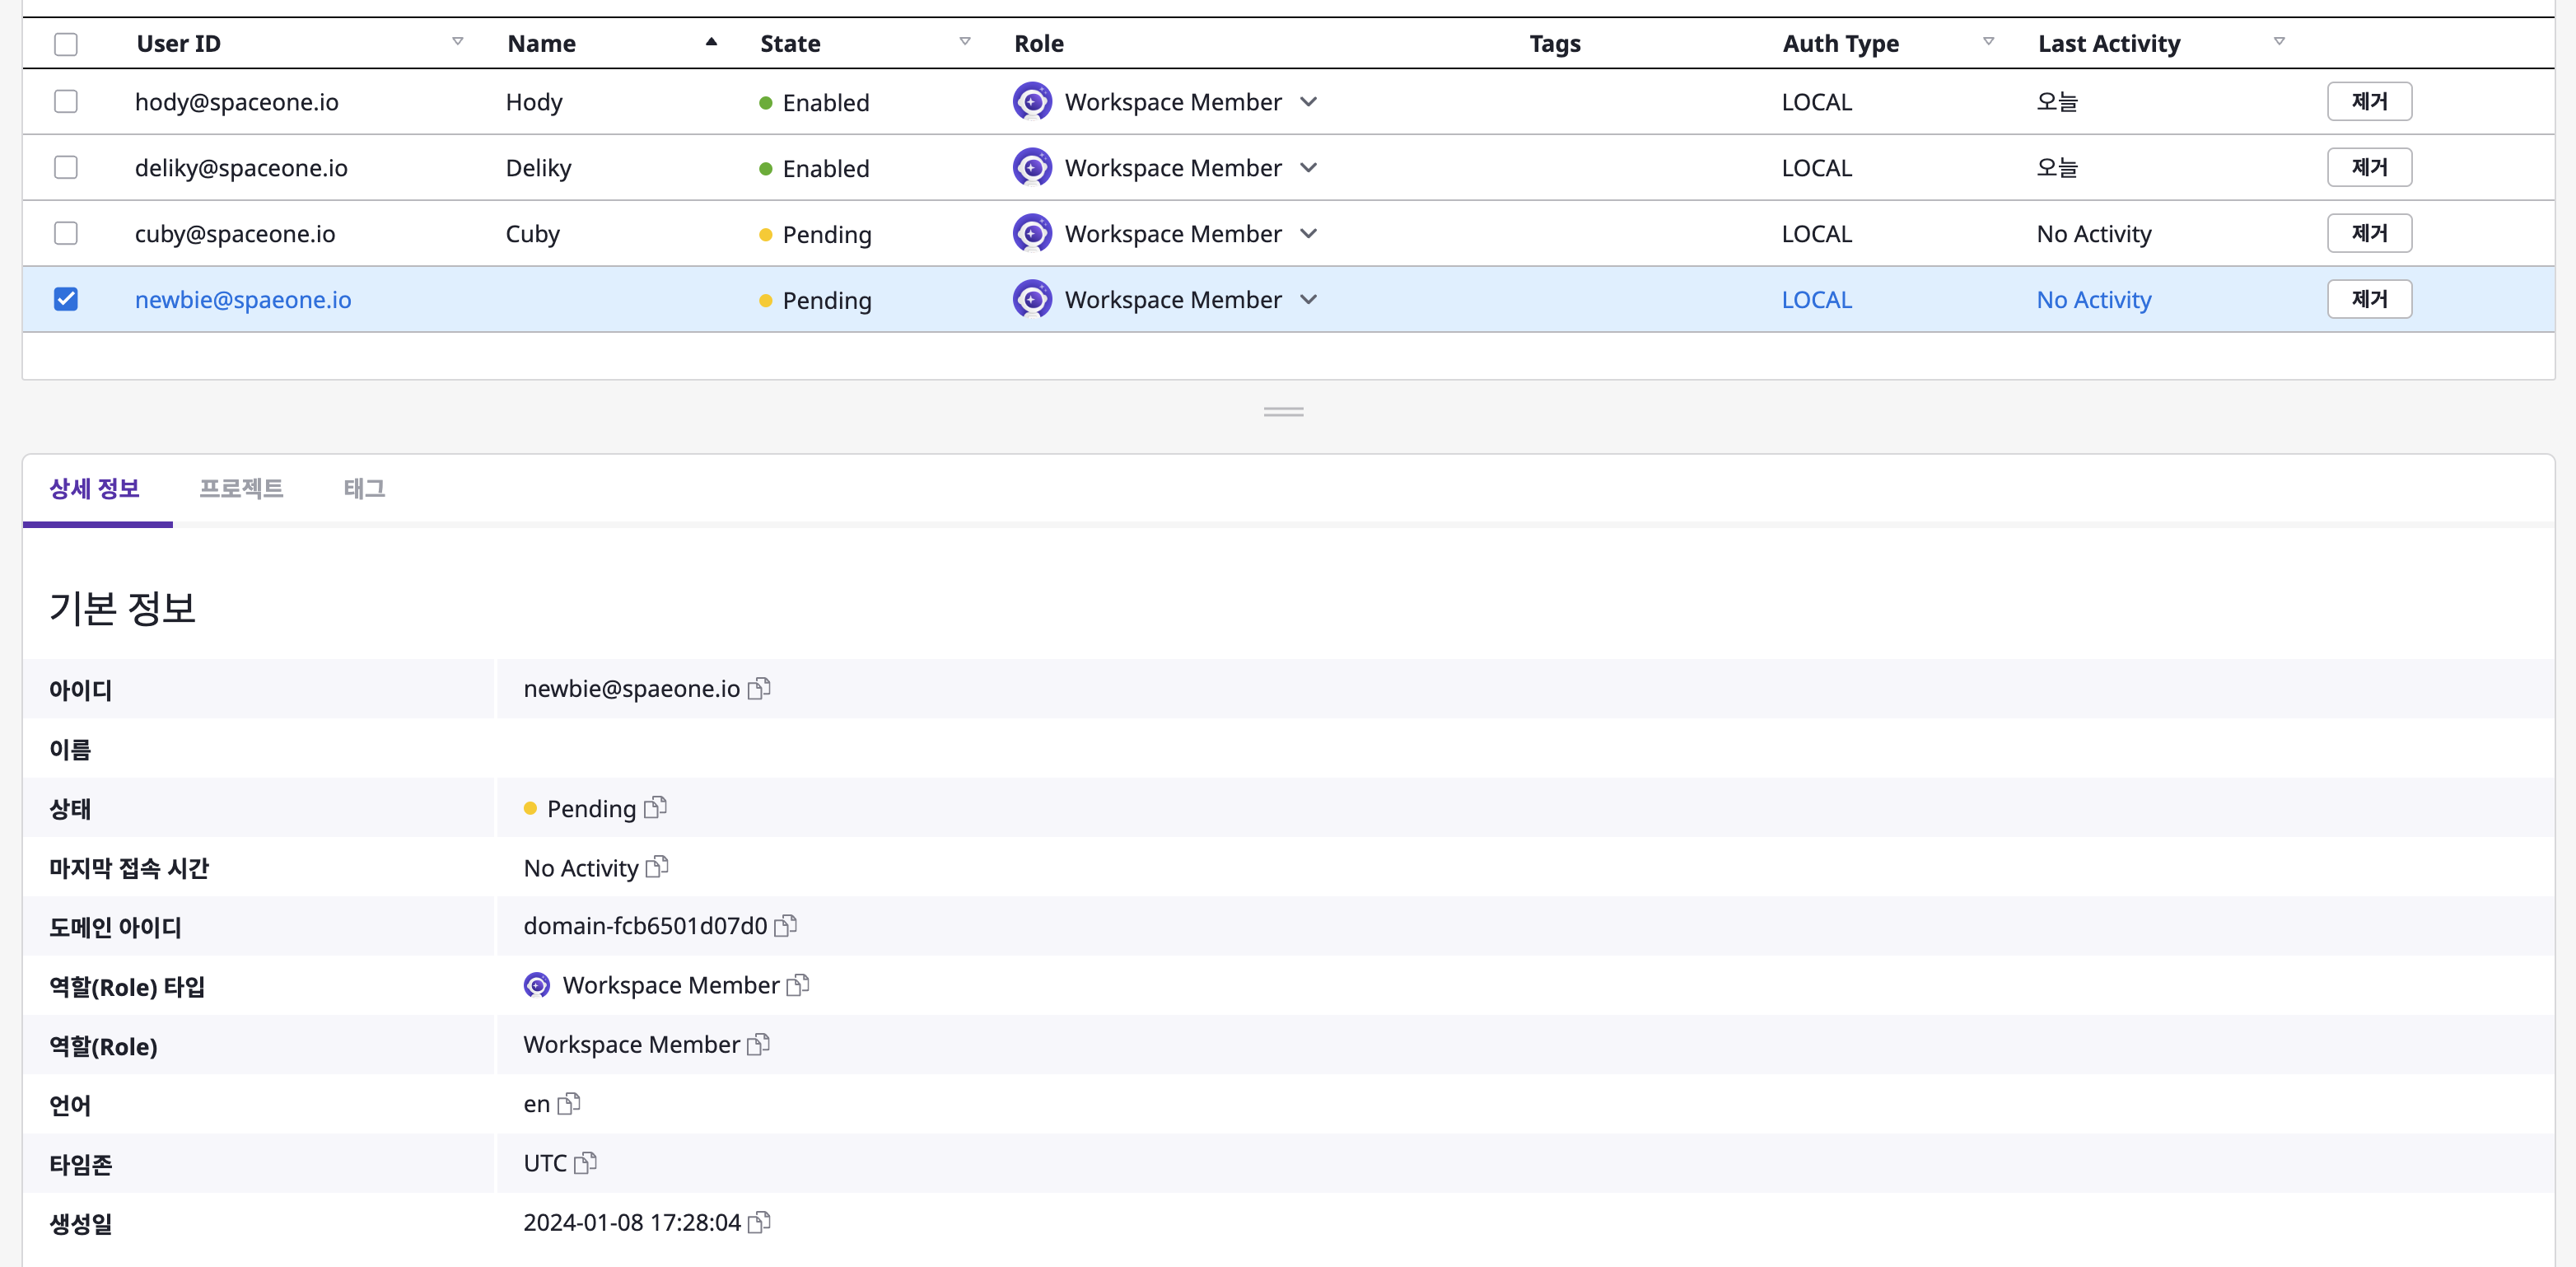 User ID Name State Role Tags Auth Type Last Activity
hody@spaceone.io Hody Enabled Workspace Member LOCAL 오늘 제거
deliky@spaceone.io Deliky Enabled Workspace Member LOCAL 오늘 제거
cuby@spaceone.io Cuby Pending Workspace Member LOCAL No Activity 제거
newbie@spaeone.io Pending Workspace Member LOCAL No Activity 제거
상세 정보 프로젝트 태그
기본 정보
아이디 newbie@spaeone.io
이름
상태 Pending
마지막 접속 시간 No Activity
도메인 아이디 domain-fcb6501d07d0
역할(Role) 타입 Workspace Member
역할(Role) Workspace Member
언어 en
타임존 UTC
생성일 2024-01-08 17:28:04